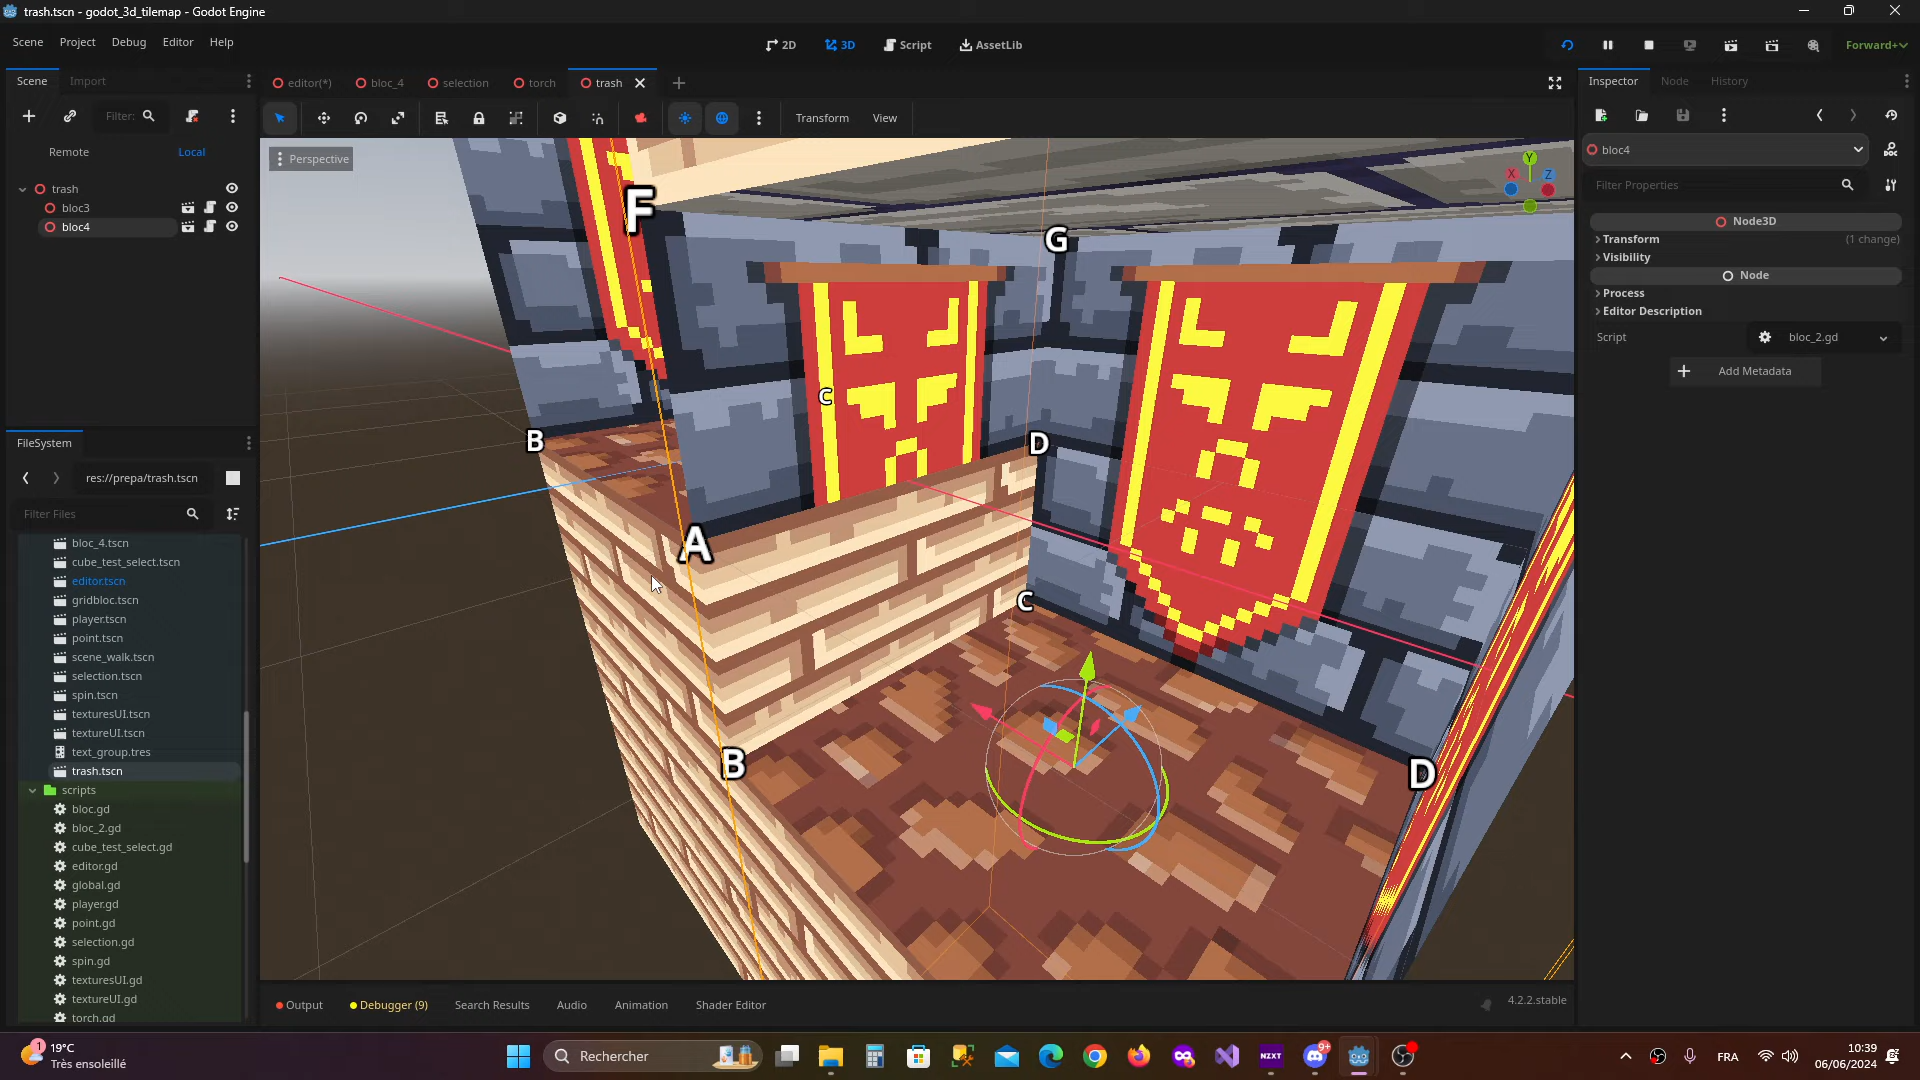 trash.tscn - godot_3d_tilemap - Godot Engine
Scene Project Debug Editor Help
2D 3D Script AssetLib
Forward+
Scene Import
editor(*) bloc_4 selection torch trash
Inspector Node History
Filter:
Transform View
Remote Local
Perspective
Y
X Z
bloc4
Filter Properties
trash
bloc3
bloc4
Node3D
Transform (1 change)
Visibility
Node
Process
Editor Description
Script bloc_2.gd
Add Metadata
F
G
C
B
D
A
C
B
D
FileSystem
res://prepa/trash.tscn
Filter Files
bloc_4.tscn
cube_test_select.tscn
editor.tscn
gridbloc.tscn
player.tscn
point.tscn
scene_walk.tscn
selection.tscn
spin.tscn
texturesUI.tscn
textureUI.tscn
text_group.tres
trash.tscn
scripts
bloc.gd
bloc_2.gd
cube_test_select.gd
editor.gd
global.gd
player.gd
point.gd
selection.gd
spin.gd
texturesUI.gd
textureUI.gd
torch.gd
Output Debugger (9) Search Results Audio Animation Shader Editor
4.2.2.stable
1
19°C
Très ensoleillé
Rechercher
NZXT
9+
FRA
10:39
06/06/2024